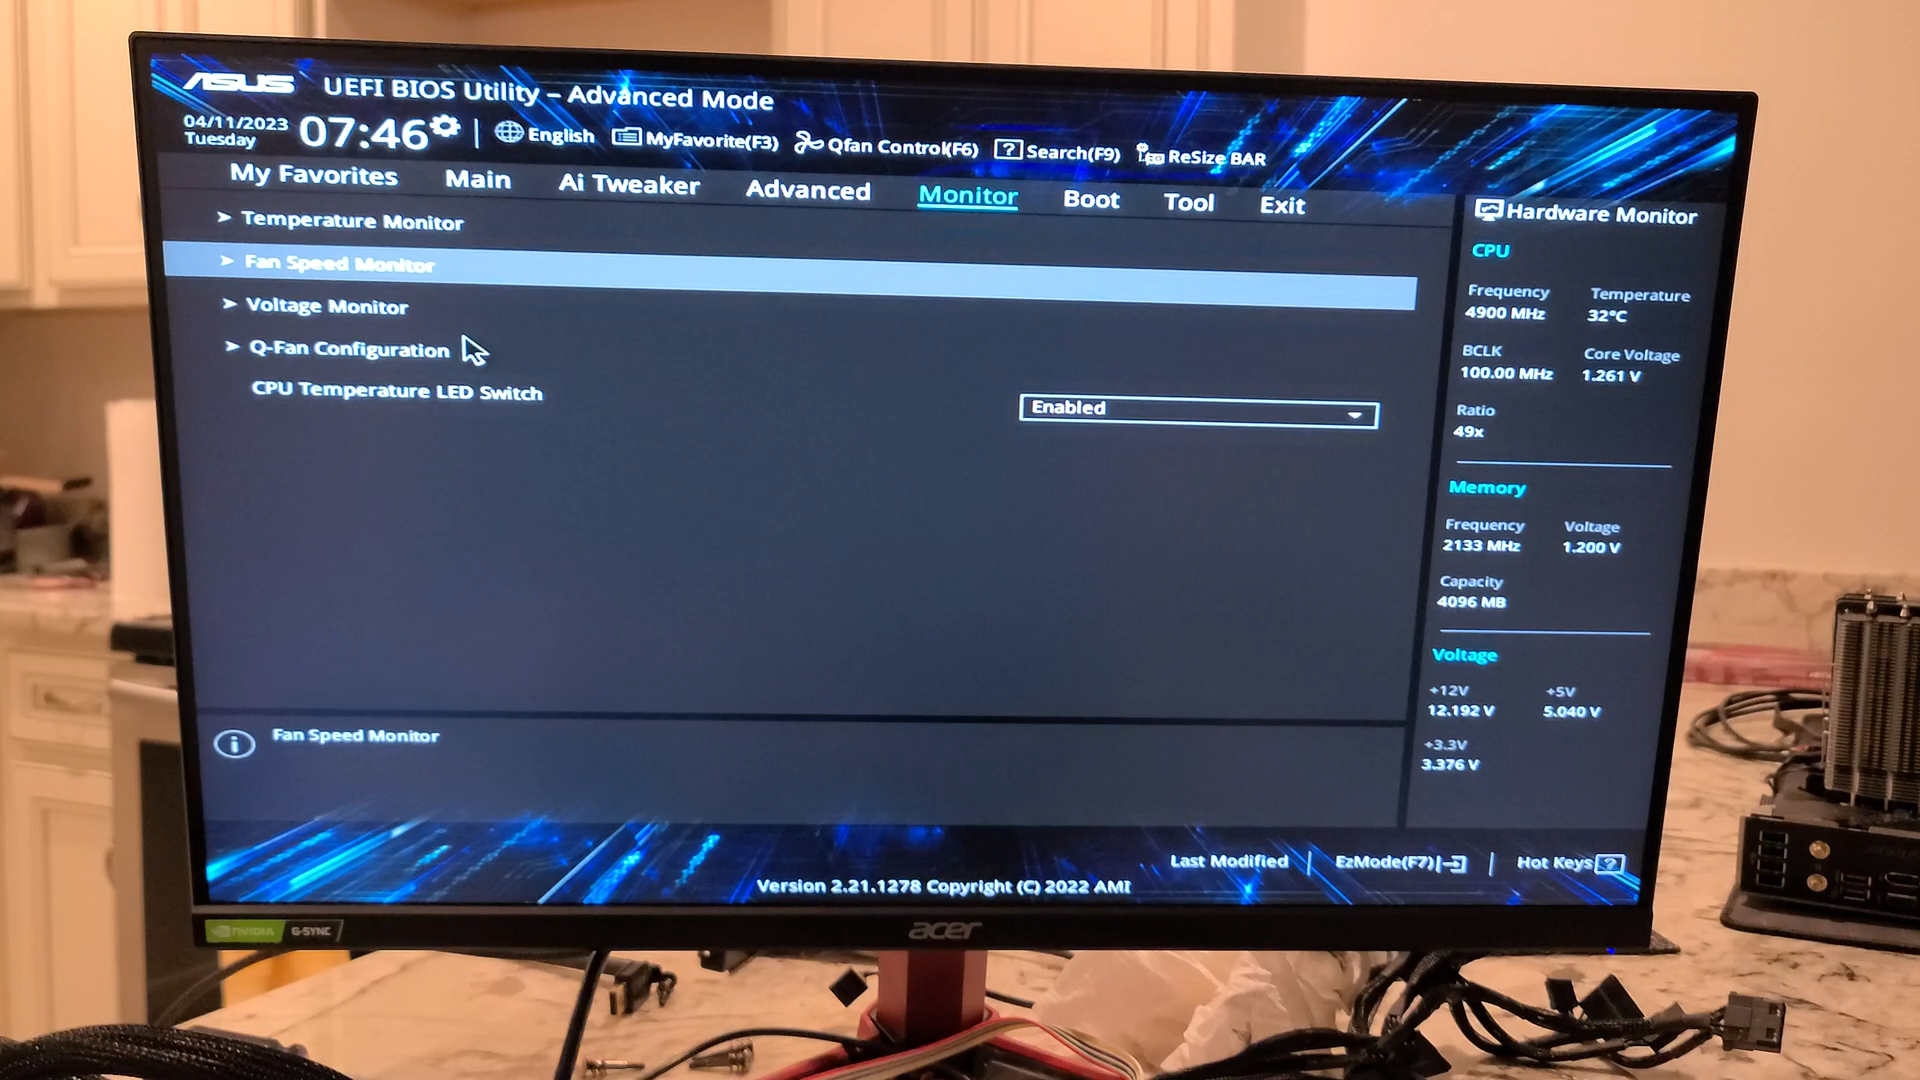 ASUS UEFI BIOS Utility – Advanced Mode
04/11/2023
Tuesday
07:46
English
MyFavorite(F3)
Qfan Control(F6)
? Search(F9)
ReSize BAR
My Favorites Main Ai Tweaker Advanced Monitor Boot Tool Exit
> Temperature Monitor
> Fan Speed Monitor
> Voltage Monitor
> Q-Fan Configuration
CPU Temperature LED Switch
Enabled
Hardware Monitor
CPU
Frequency Temperature
4900 MHz 32°C
BCLK Core Voltage
100.00 MHz 1.261 V
Ratio
49x
Memory
Frequency Voltage
2133 MHz 1.200 V
Capacity
4096 MB
Voltage
+12V +5V
12.192 V 5.040 V
+3.3V
3.376 V
i Fan Speed Monitor
Last Modified | EzMode(F7) | Hot Keys ?
Version 2.21.1278 Copyright (C) 2022 AMI
NVIDIA G-SYNC
acer